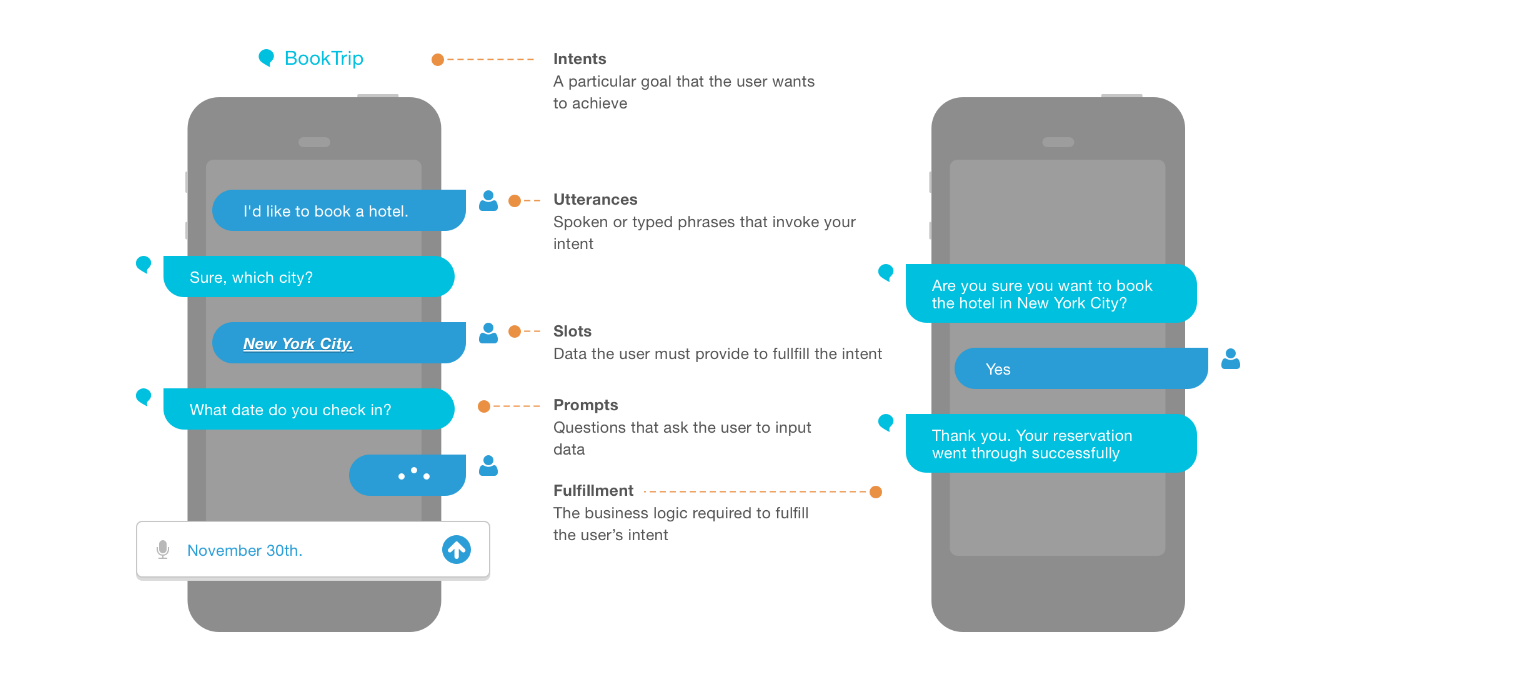 BookTrip
I'd like to book a hotel.
Sure, which city?
New York City.
What date do you check in?
November 30th.
Intents
A particular goal that the user wants
to achieve
Utterances
Spoken or typed phrases that invoke your
intent
Slots
Data the user must provide to fullfill the intent
Prompts
Questions that ask the user to input
data
Fulfillment
The business logic required to fulfill
the user’s intent
Are you sure you want to book
the hotel in New York City?
Yes
Thank you. Your reservation
went through successfully